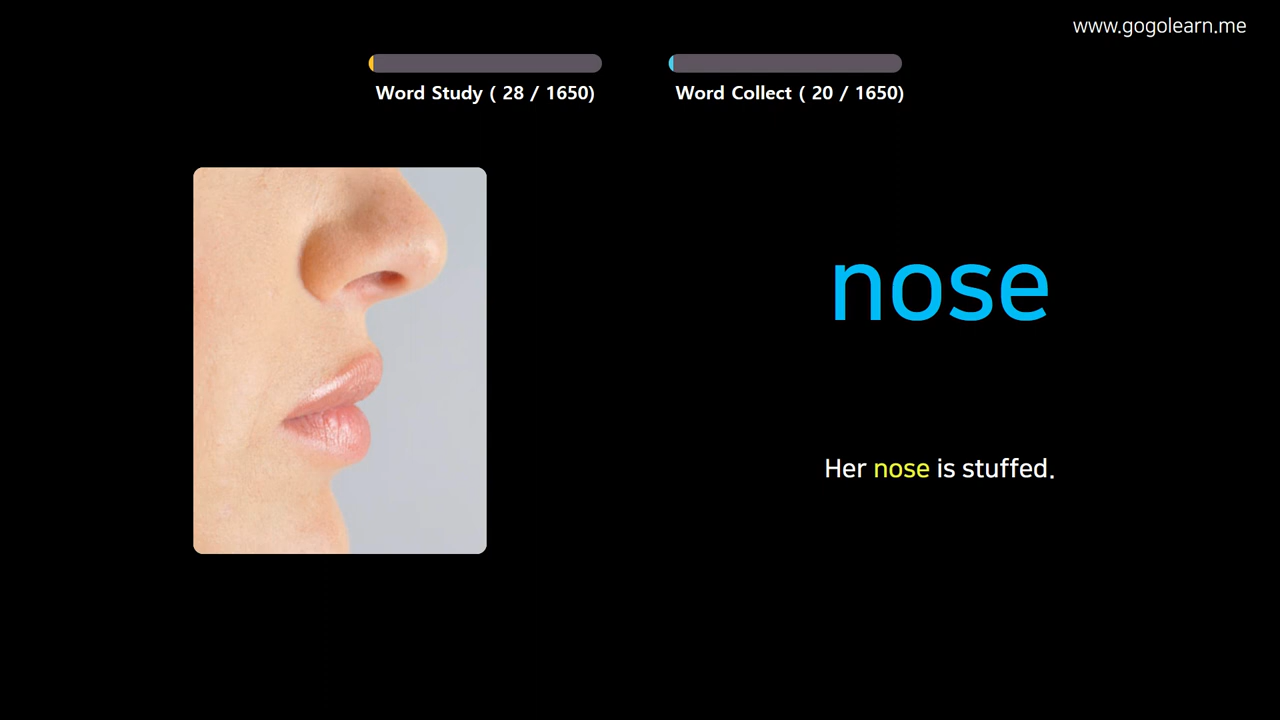 www.gogolearn.me
Word Study ( 28 / 1650)
Word Collect ( 20 / 1650)
nose
Her nose is stuffed.